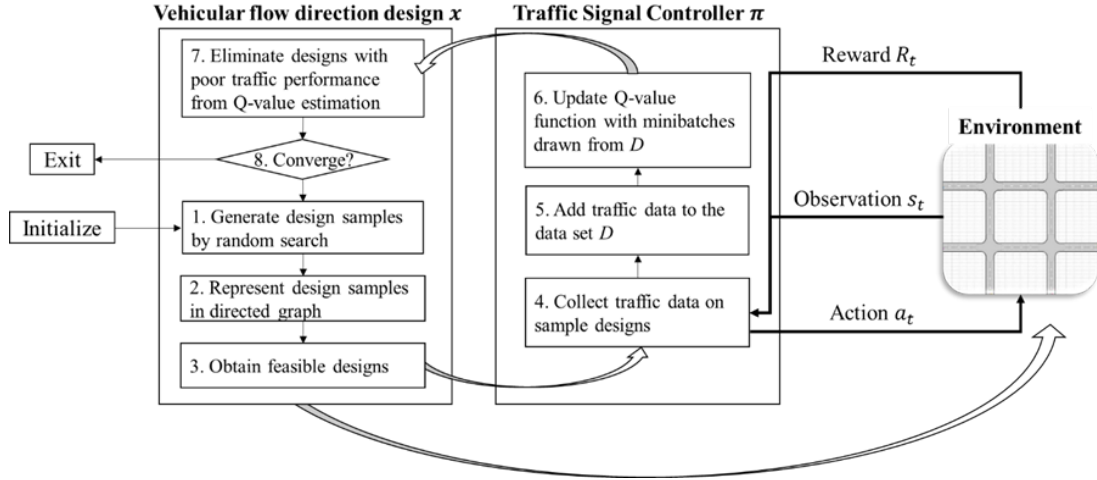 Vehicular flow direction design x
7. Eliminate designs with
poor traffic performance
from Q-value estimation
8. Converge?
Exit
Initialize
1. Generate design samples
by random search
2. Represent design samples
in directed graph
3. Obtain feasible designs
Traffic Signal Controller π
6. Update Q-value
function with minibatches
drawn from D
5. Add traffic data to the
data set D
4. Collect traffic data on
sample designs
Reward Rₜ
Observation sₜ
Action aₜ
Environment